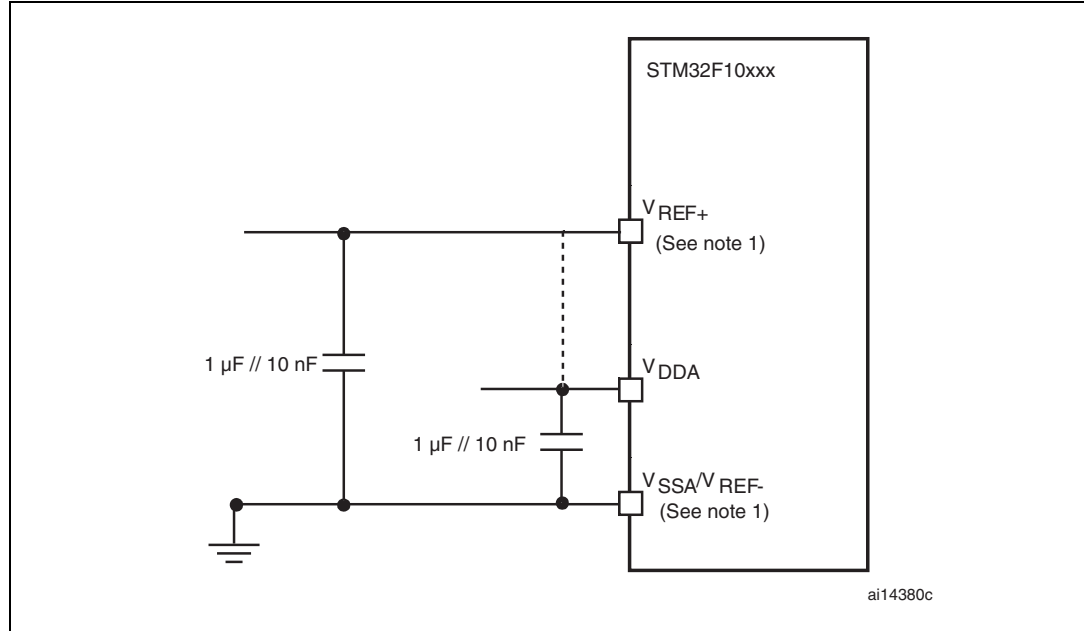 STM32F10xxx
VREF+
(See note 1)
1 µF // 10 nF
VDDA
1 µF // 10 nF
VSSA/VREF-
(See note 1)
ai14380c